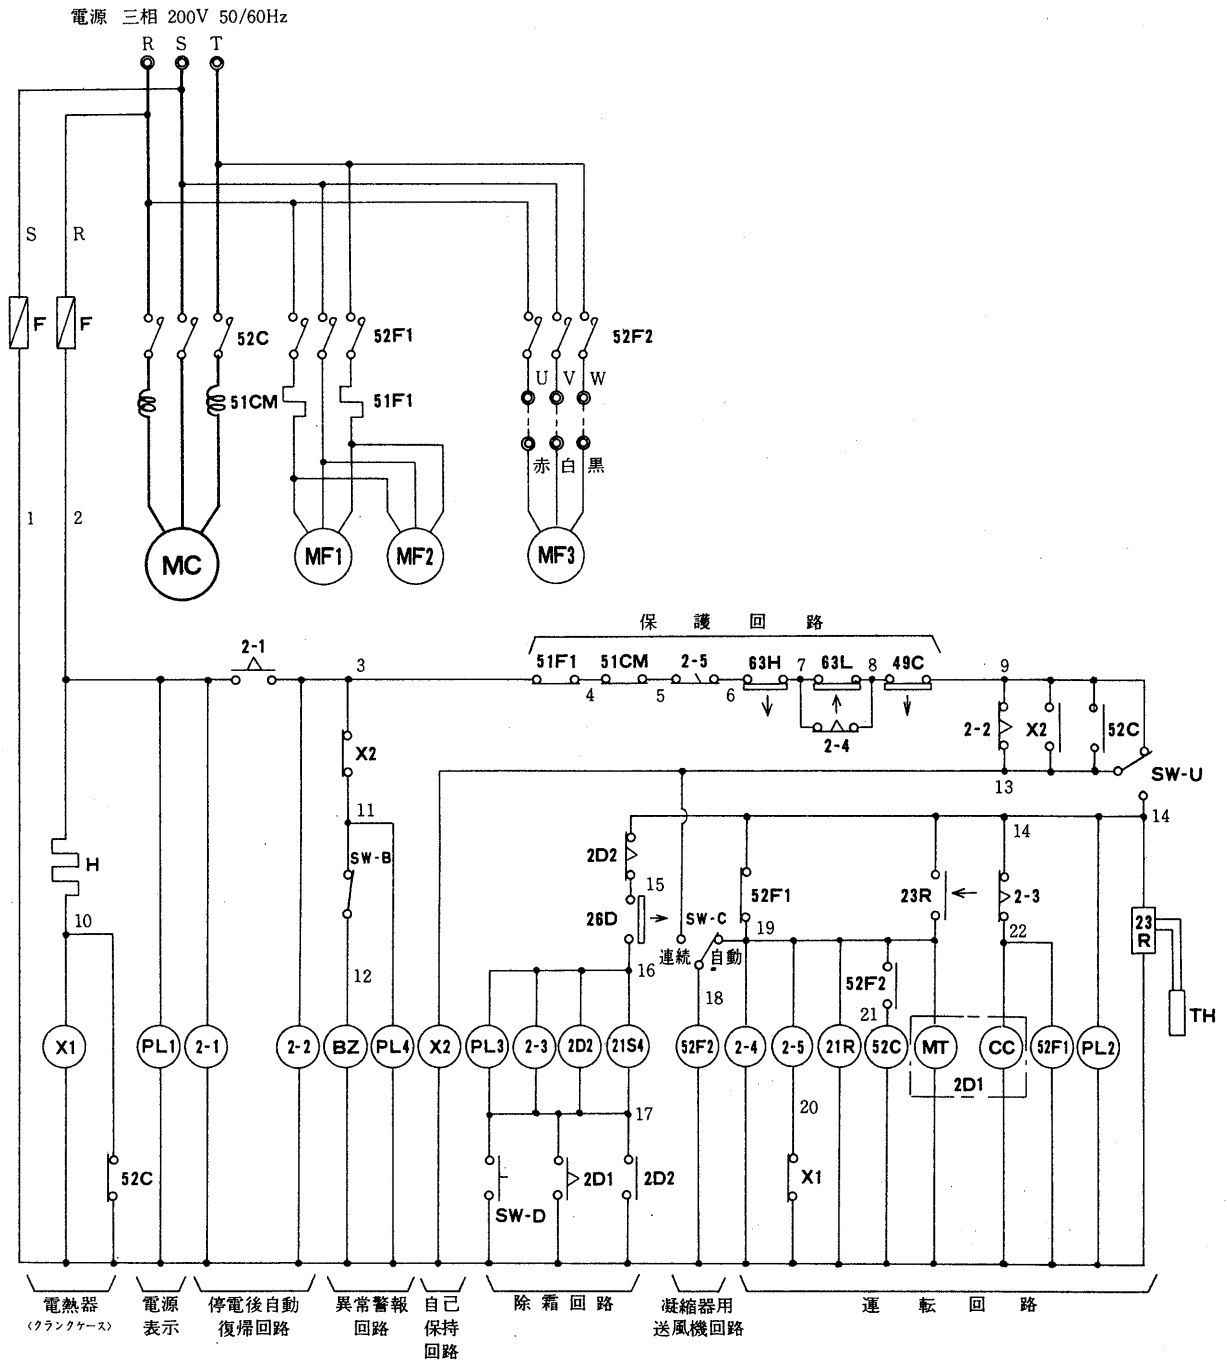 電源 三相 200V 50/60Hz
R S T
S R
F F
52C 52F1 52F2
U V W
51CM 51F1
赤 白 黒
1 2
MC MF1 MF2 MF3
保護回路
2-1 3 51F1 4 51CM 5 2-5 6 63H 7 63L 8 49C 9
2-4
X2 2-2 X2 52C SW-U
13
11 14 14
SW-B 2D2 52F1 23R 2-3
H 15
26D SW-C 19 22 23R
10 連続 自動
12 16 18 52F2 21 TH
X1 PL1 2-1 2-2 BZ PL4 X2 PL3 2-3 2D2 21S4 52F2 2-4 2-5 21R 52C MT CC 52F1 PL2
2D1
17 20
52C SW-D 2D1 2D2 X1
電熱器
〈クランクケース〉
電源
表示
停電後自動
復帰回路
異常警報
回路
自己
保持
回路
除霜回路
凝縮器用
送風機回路
運転回路